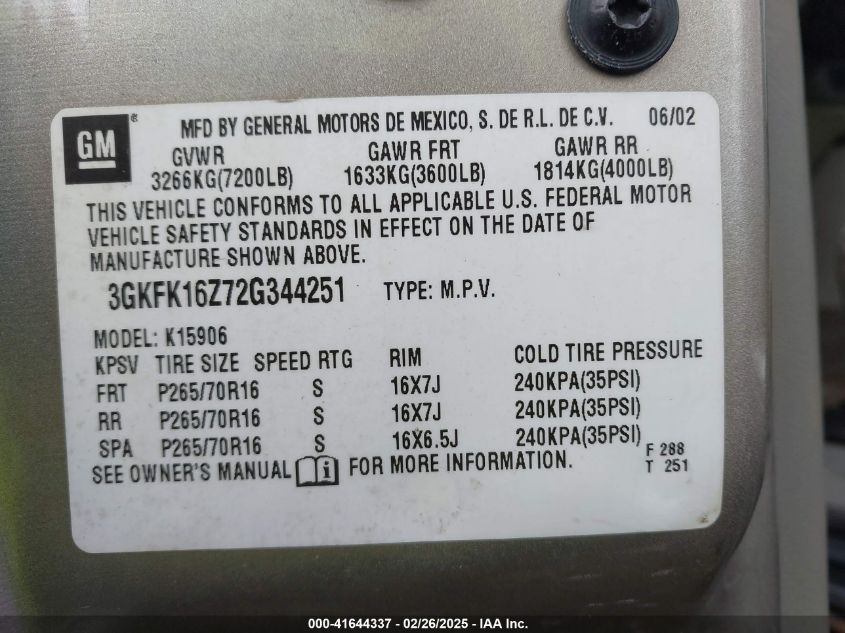 GM ® MFD BY GENERAL MOTORS DE MEXICO, S. DE R.L. DE C.V. 06/02
GVWR GAWR FRT GAWR RR
3266KG(7200LB) 1633KG(3600LB) 1814KG(4000LB)
THIS VEHICLE CONFORMS TO ALL APPLICABLE U.S. FEDERAL MOTOR
VEHICLE SAFETY STANDARDS IN EFFECT ON THE DATE OF
MANUFACTURE SHOWN ABOVE.
3GKFK16Z72G344251 TYPE: M.P.V.
MODEL: K15906
KPSV TIRE SIZE SPEED RTG RIM COLD TIRE PRESSURE
FRT P265/70R16 S 16X7J 240KPA(35PSI)
RR P265/70R16 S 16X7J 240KPA(35PSI)
SPA P265/70R16 S 16X6.5J 240KPA(35PSI)
SEE OWNER'S MANUAL i FOR MORE INFORMATION.
F 288
T 251
000-41644337 - 02/26/2025 - IAA Inc.